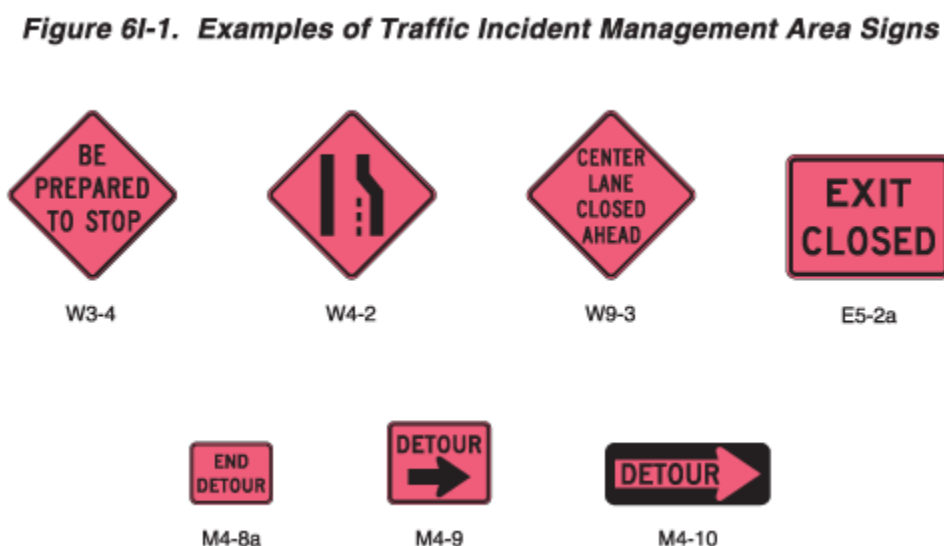 Figure 6I-1. Examples of Traffic Incident Management Area Signs
BE
PREPARED
TO STOP
W3-4
W4-2
CENTER
LANE
CLOSED
AHEAD
W9-3
EXIT
CLOSED
E5-2a
END
DETOUR
M4-8a
DETOUR
M4-9
DETOUR
M4-10